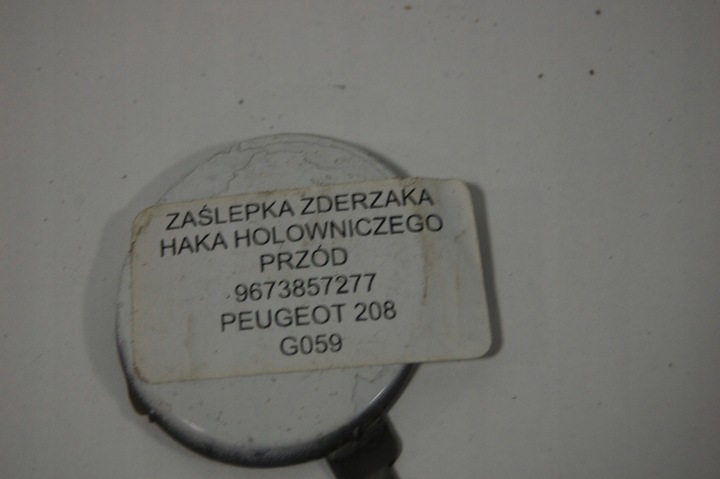 ZAŚLEPKA ZDERZAKA
HAKA HOLOWNICZEGO
PRZÓD
9673857277
PEUGEOT 208
G059